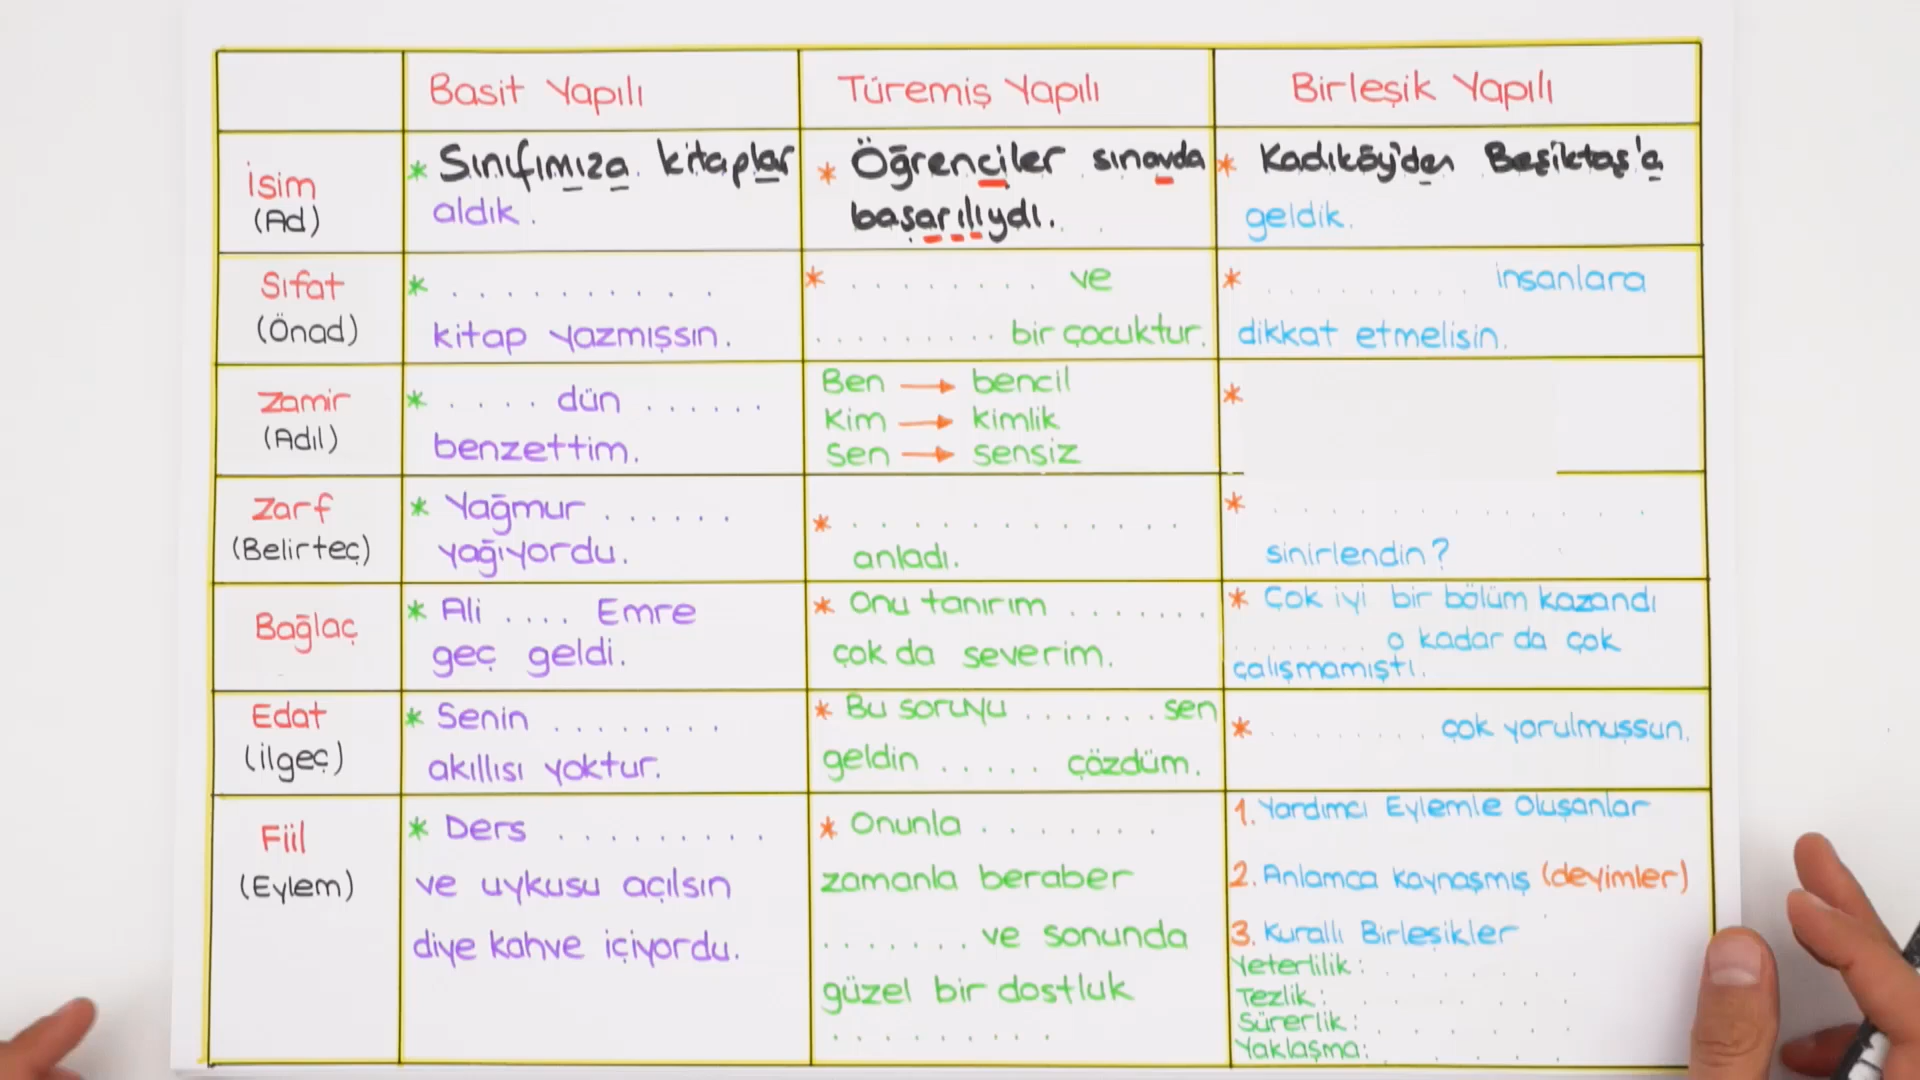 Basit Yapılı
Türemiş Yapılı
Birleşik Yapılı
İsim
(Ad)
* Sınıfımıza kitaplar
aldık.
* Öğrenciler sınavda
başarılıydı.
* Kadıköy'den Beşiktaş'a
geldik.
Sıfat
(Önad)
* . . . . . . . . . .
kitap yazmışsın.
* . . . . . . . . ve
. . . . . . . . . bir çocuktur.
* . . . . . . . . . insanlara
dikkat etmelisin.
Zamir
(Adıl)
* . . . . dün . . . . . .
benzettim.
Ben → bencil
Kim → kimlik
Sen → sensiz
*
Zarf
(Belirteç)
* Yağmur . . . . . .
yağıyordu.
* . . . . . . . . . . . .
anladı.
* . . . . . . . . . . . . .
sinirlendin?
Bağlaç
* Ali . . . . Emre
geç geldi.
* Onu tanırım . . . . . . .
çok da severim.
* Çok iyi bir bölüm kazandı
. . . . . . . . o kadar da çok
çalışmamıştı.
Edat
(İlgeç)
* Senin . . . . . . . .
akıllısı yoktur.
* Bu soruyu . . . . . . . sen
geldin . . . . . çözdüm.
* . . . . . . . . çok yorulmuşsun.
Fiil
(Eylem)
* Ders . . . . . . . . .
ve uykusu açılsın
diye kahve içiyordu.
* Onunla . . . . . . .
zamanla beraber
. . . . . . . ve sonunda
güzel bir dostluk
. . . . . . . . .
1. Yardımcı Eylemle Oluşanlar
2. Anlamca kaynaşmış (deyimler)
3. Kurallı Birleşikler
Yeterlilik: . . . . . . .
Tezlik: . . . . . . .
Sürerlik: . . . . . . .
Yaklaşma: . . . . .